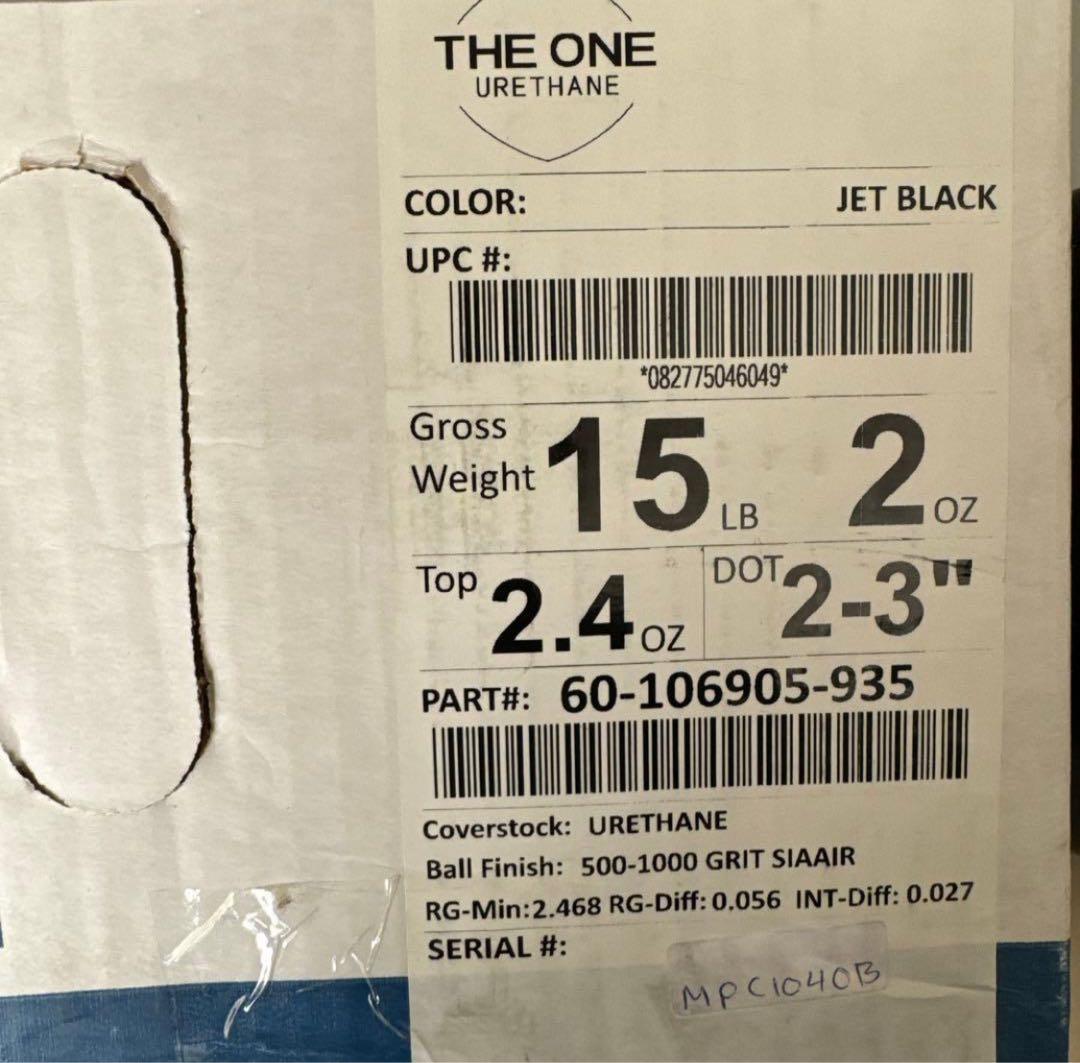 THE ONE
URETHANE
COLOR: JET BLACK
UPC #:
*082775046049*
Gross Weight 15 LB 2 OZ
Top 2.4 OZ DOT 2-3"
PART#: 60-106905-935
Coverstock: URETHANE
Ball Finish: 500-1000 GRIT SIAAIR
RG-Min:2.468 RG-Diff: 0.056 INT-Diff: 0.027
SERIAL #:
MPC1040B